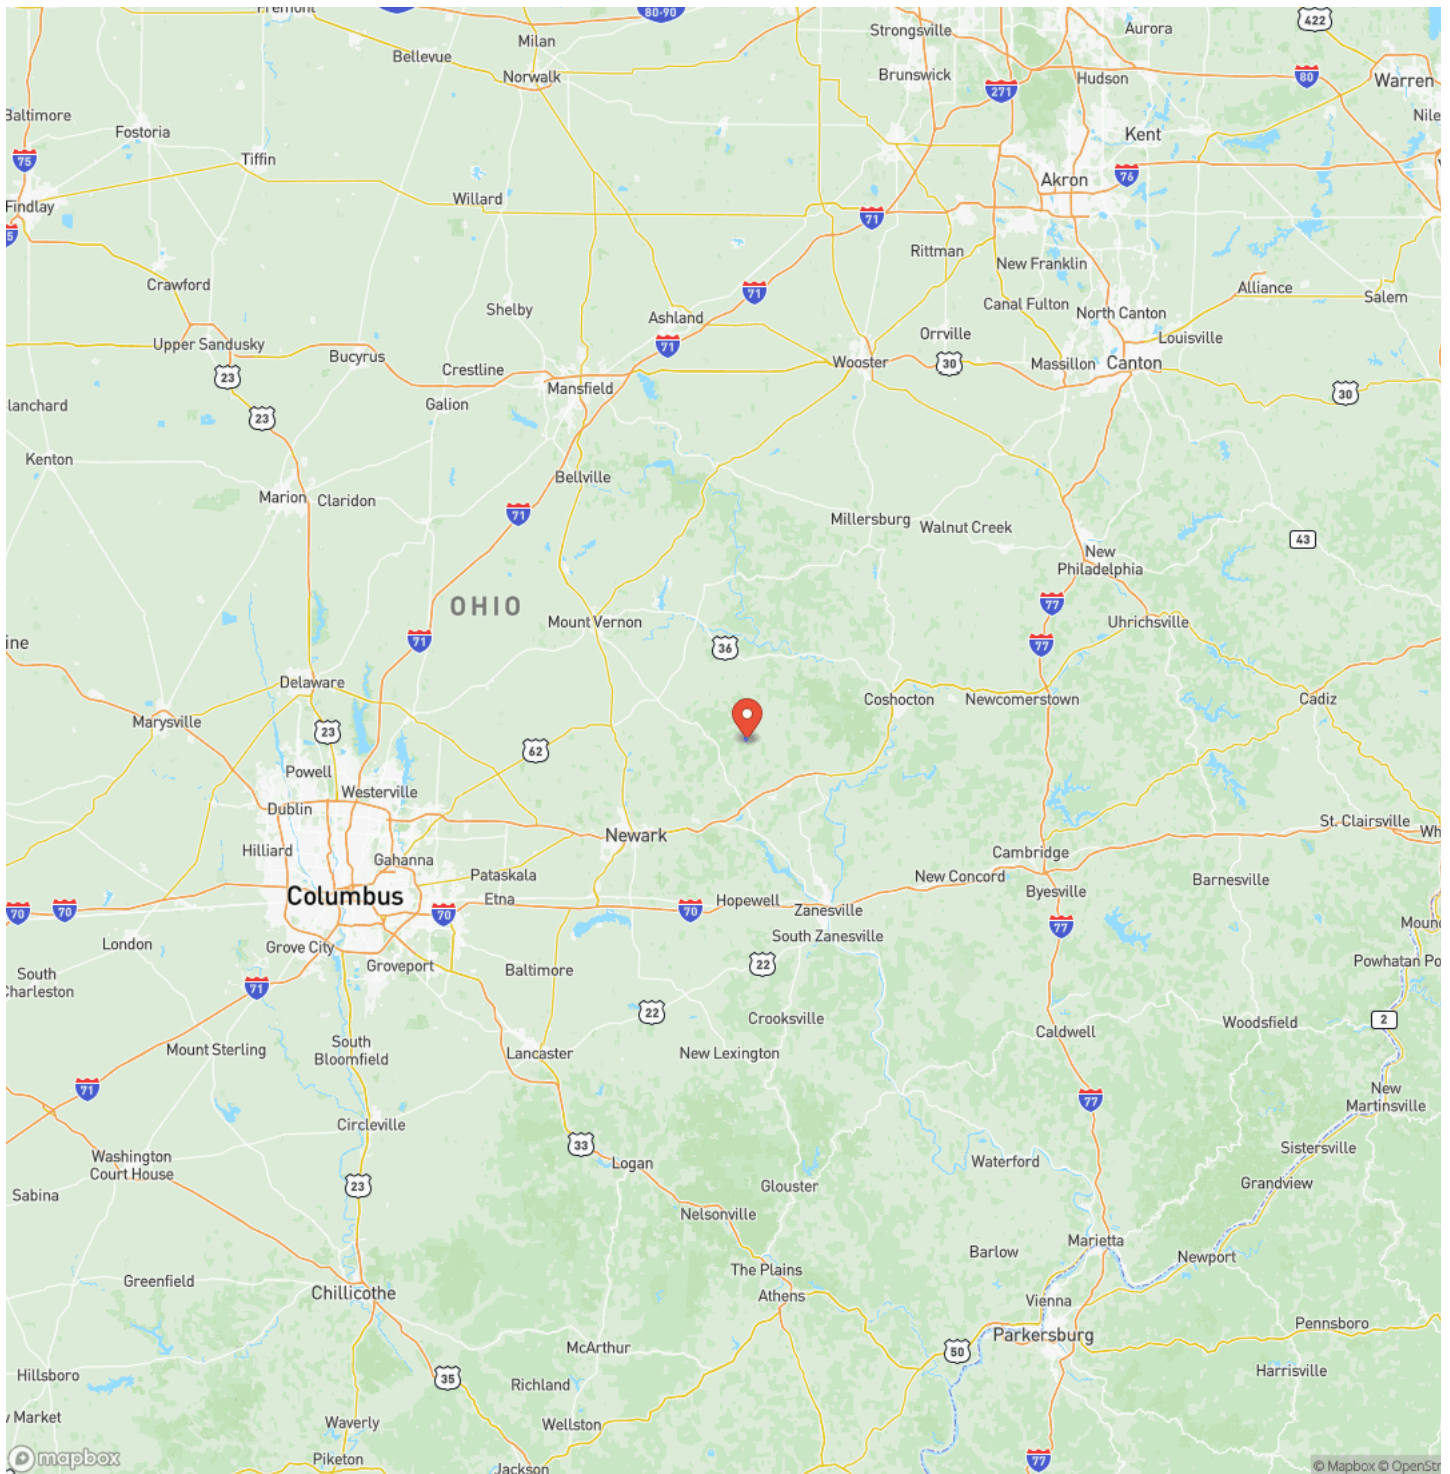 Fremont
80-90
422
Strongsville
Aurora
Milan
Bellevue
Norwalk
Brunswick
Hudson
80
Warren
271
Baltimore
Fostoria
Kent
Nile
75
Tiffin
76
Akron
Willard
Findlay
71
5
Rittman
New Franklin
Crawford
71
Alliance
Salem
Canal Fulton
Shelby
North Canton
Ashland
Orrville
Louisville
Upper Sandusky
71
Bucyrus
Wooster
30
Massillon
Canton
Crestline
23
Mansfield
30
Galion
lanchard
23
Kenton
Bellville
Marion
Claridon
71
Millersburg
Walnut Creek
43
New
Philadelphia
77
OHIO
Mount Vernon
Uhrichsville
71
36
77
ine
Delaware
Coshocton
Newcomerstown
Cadiz
Marysville
23
62
Powell
Westerville
Dublin
St. Clairsville
Newark
Wh
Hilliard
Gahanna
Cambridge
Pataskala
New Concord
Barnesville
Byesville
Columbus
Etna
Hopewell
70
70
70
70
Zanesville
77
Mound
London
Grove City
South Zanesville
Groveport
Baltimore
22
Powhatan Po
South
Charleston
71
22
Crooksville
2
Woodsfield
Caldwell
Mount Sterling
South
Bloomfield
Lancaster
New Lexington
71
77
New
Martinsville
Circleville
33
Sistersville
Washington
Court House
Logan
Waterford
23
Glouster
Grandview
Sabina
Nelsonville
Marietta
Barlow
Newport
The Plains
Greenfield
Athens
Chillicothe
Vienna
Pennsboro
Parkersburg
McArthur
50
Hillsboro
35
Richland
Harrisville
w Market
Waverly
Wellston
Piketon
77
Jackson
mapbox
© Mapbox © OpenStr